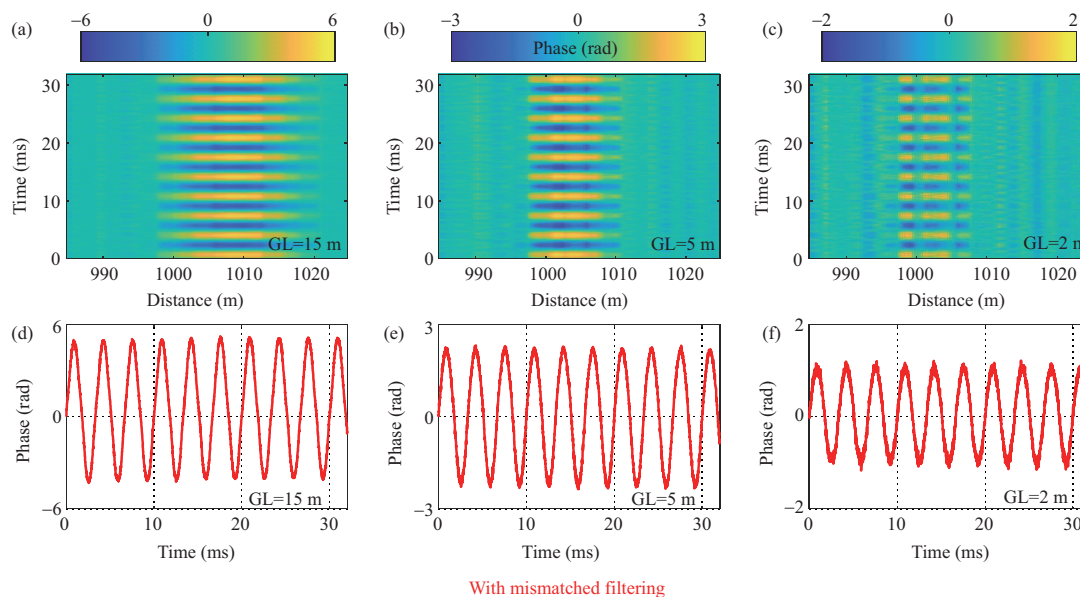 (a)
−6 0 6
(b)
−3 0 3
Phase (rad)
(c)
−2 0 2
Time (ms)
30
20
10
0
990 1000 1010 1020
GL=15 m
Distance (m)
Time (ms)
30
20
10
0
990 1000 1010 1020
GL=5 m
Distance (m)
Time (ms)
30
20
10
0
990 1000 1010 1020
GL=2 m
Distance (m)
(d)
Phase (rad)
6
0
−6
GL=15 m
0 10 20 30
Time (ms)
(e)
Phase (rad)
3
0
−3
GL=5 m
0 10 20 30
Time (ms)
(f)
Phase (rad)
2
0
−2
GL=2 m
0 10 20 30
Time (ms)
With mismatched filtering